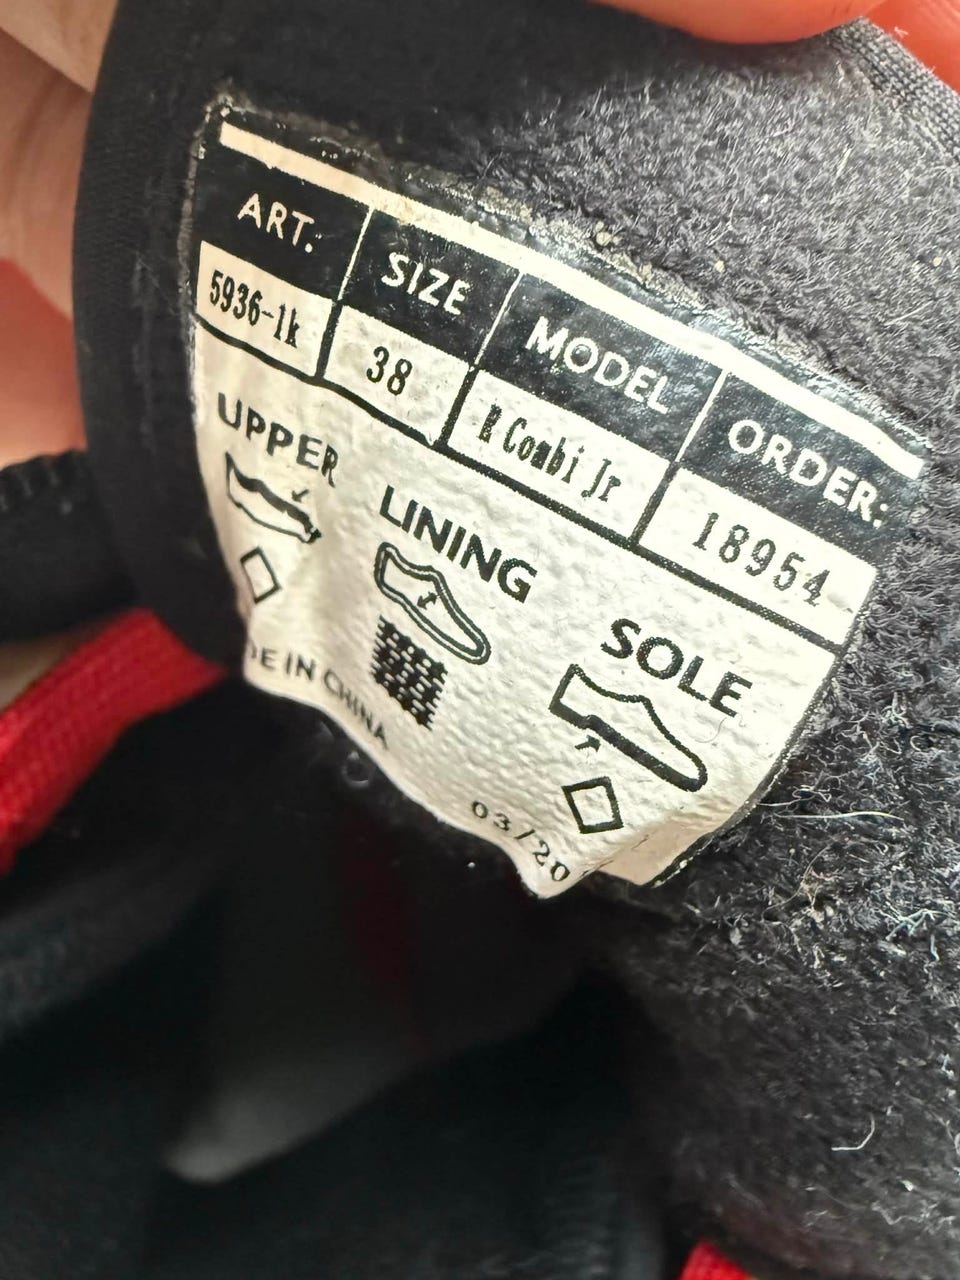 ART. SIZE MODEL ORDER:
5936-1k 38 R Combi Jr 18954
UPPER LINING SOLE
DE IN CHINA
03/20